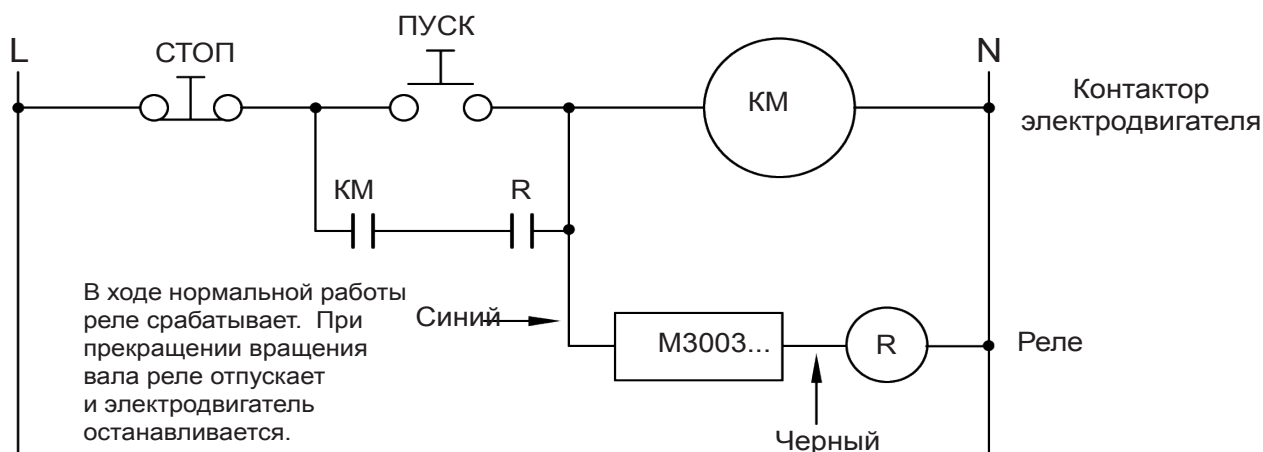 L
СТОП
ПУСК
КМ
N
Контактор
электродвигателя
КМ
R
В ходе нормальной работы
реле срабатывает. При
прекращении вращения
вала реле отпускает
и электродвигатель
останавливается.
Синий
М3003...
R
Реле
Черный